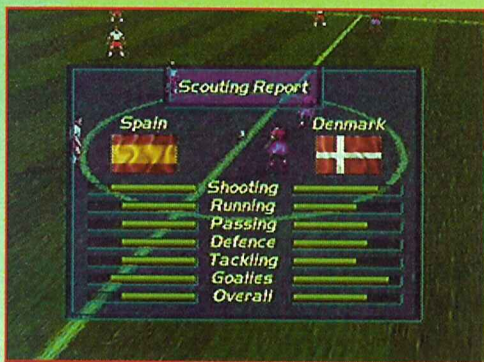 Scouting Report
Spain Denmark
Shooting
Running
Passing
Defence
Tackling
Goalies
Overall